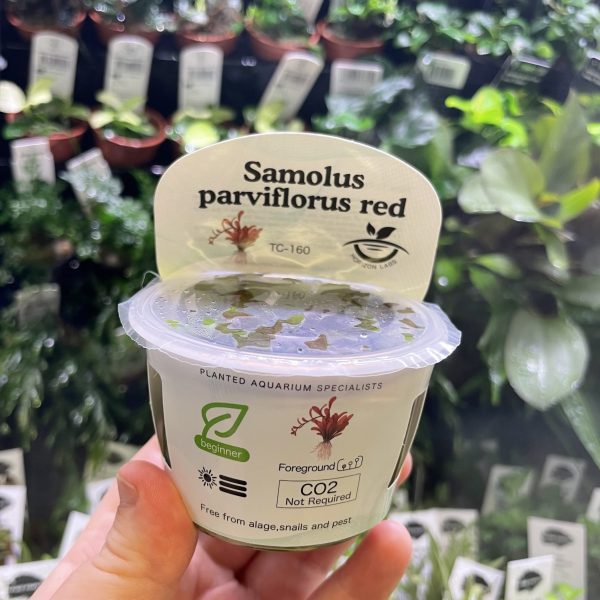 Samolus
parviflorus red
TC-160
PLANTED AQUARIUM SPECIALISTS
beginner
Foreground
CO2
Not Required
Free from alage,snails and pest